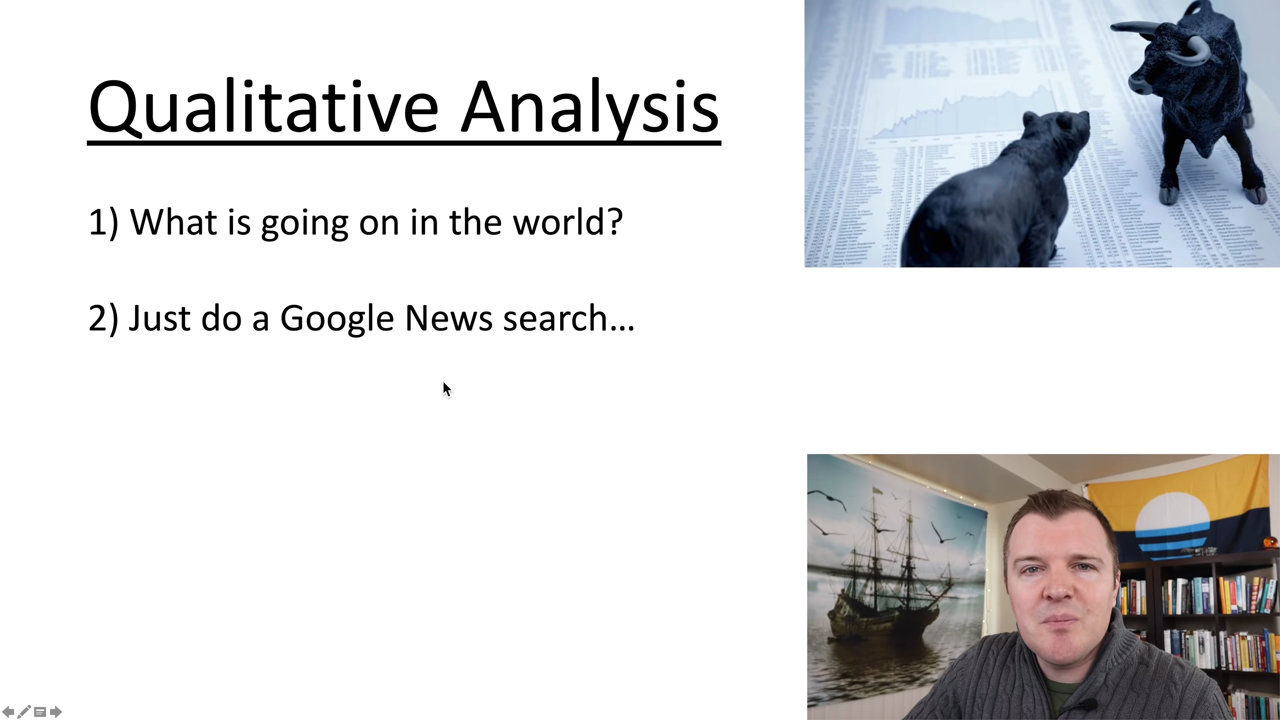 Qualitative Analysis
1) What is going on in the world?
2) Just do a Google News search...